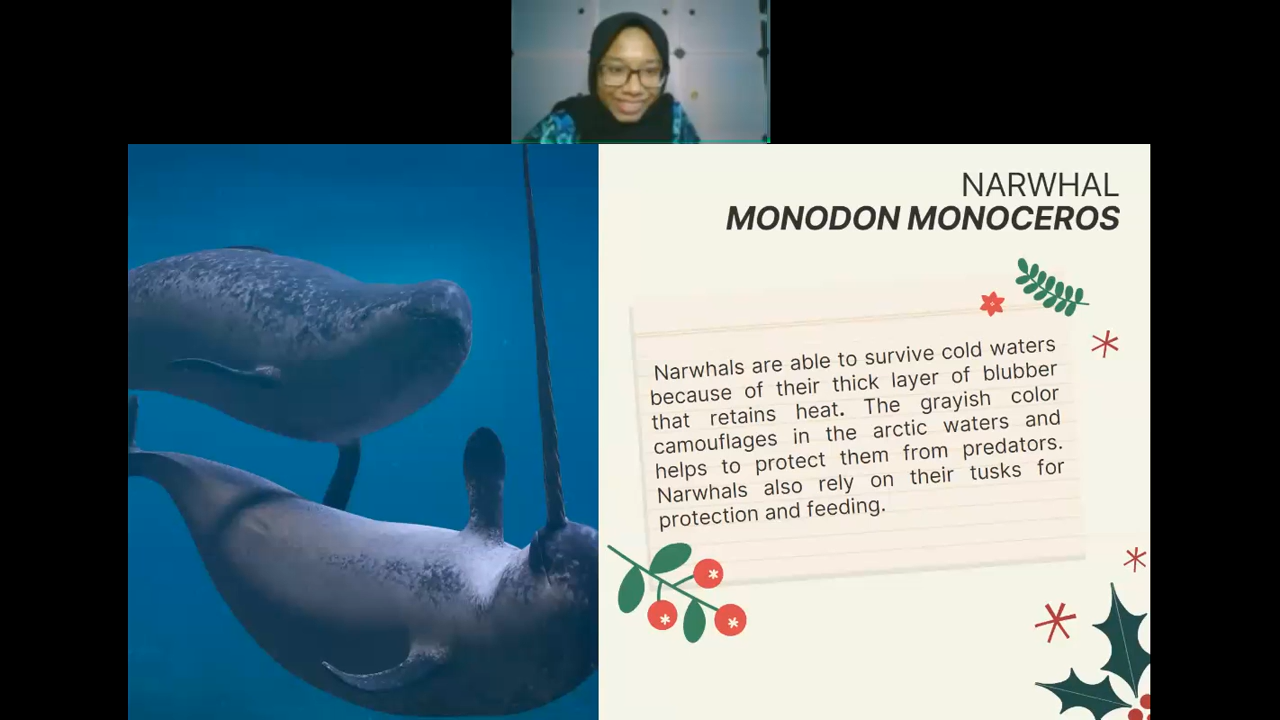 NARWHAL
MONODON MONOCEROS
Narwhals are able to survive cold waters
because of their thick layer of blubber
that retains heat. The grayish color
camouflages in the arctic waters and
helps to protect them from predators.
Narwhals also rely on their tusks for
protection and feeding.